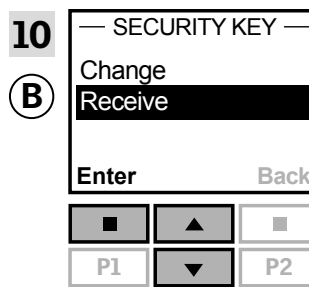 10
B
SECURITY KEY
Change
Receive
Enter Back
P1 P2